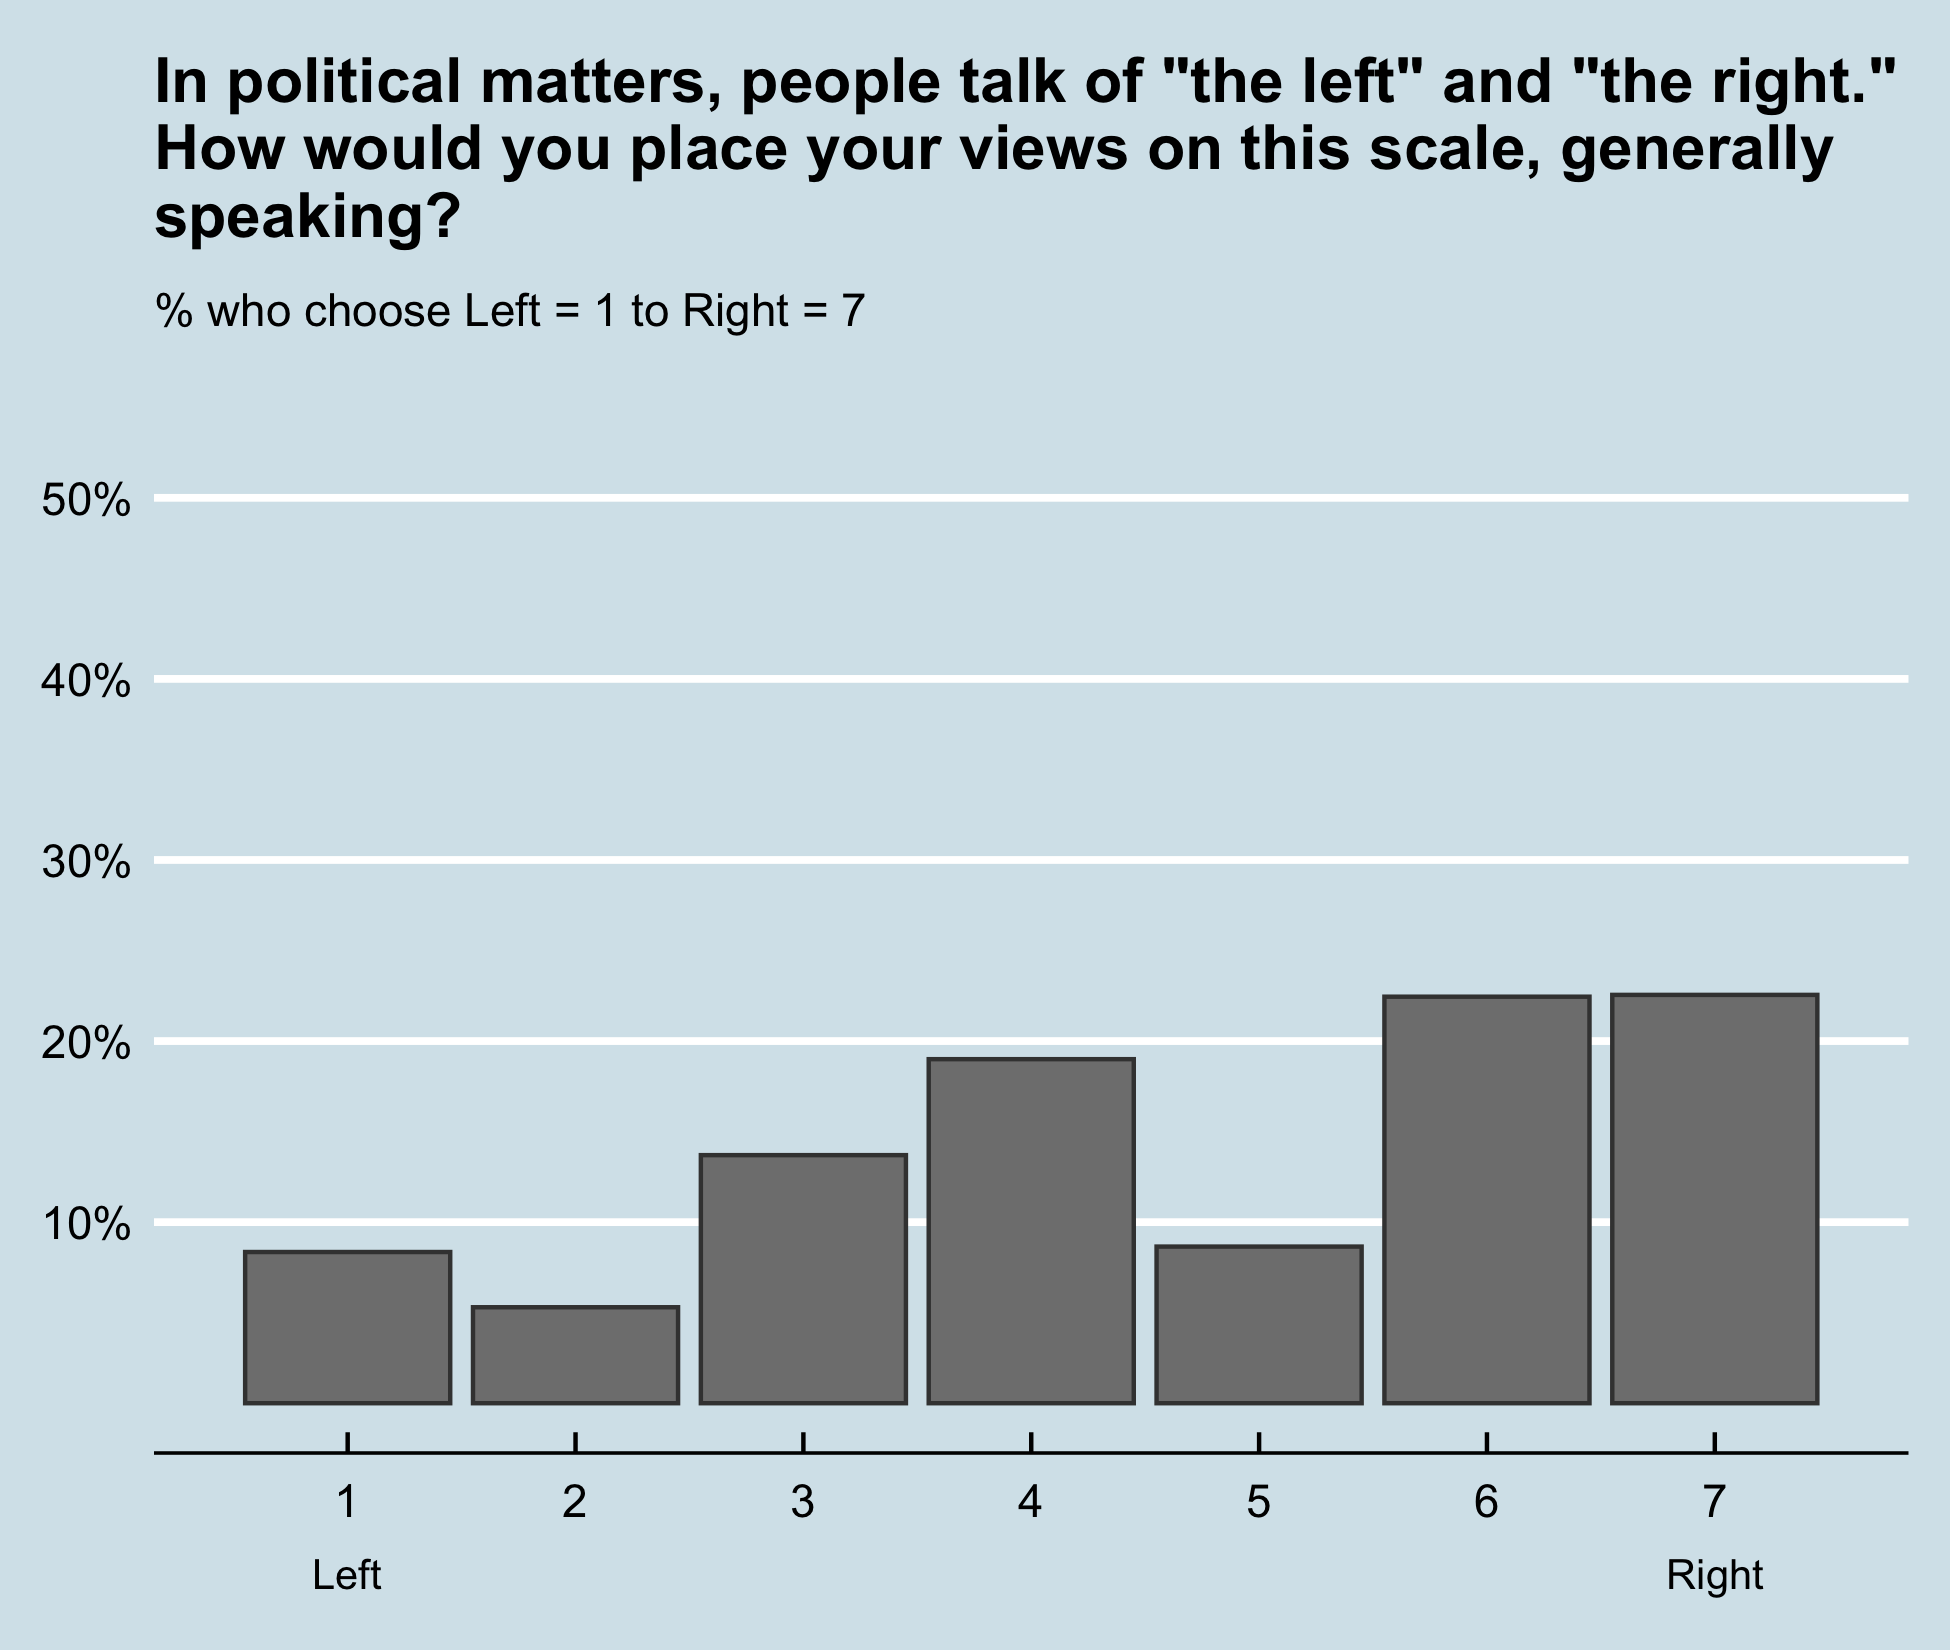 In political matters, people talk of "the left" and "the right."
How would you place your views on this scale, generally
speaking?
% who choose Left = 1 to Right = 7
50%
40%
30%
20%
10%
1 2 3 4 5 6 7
Left Right